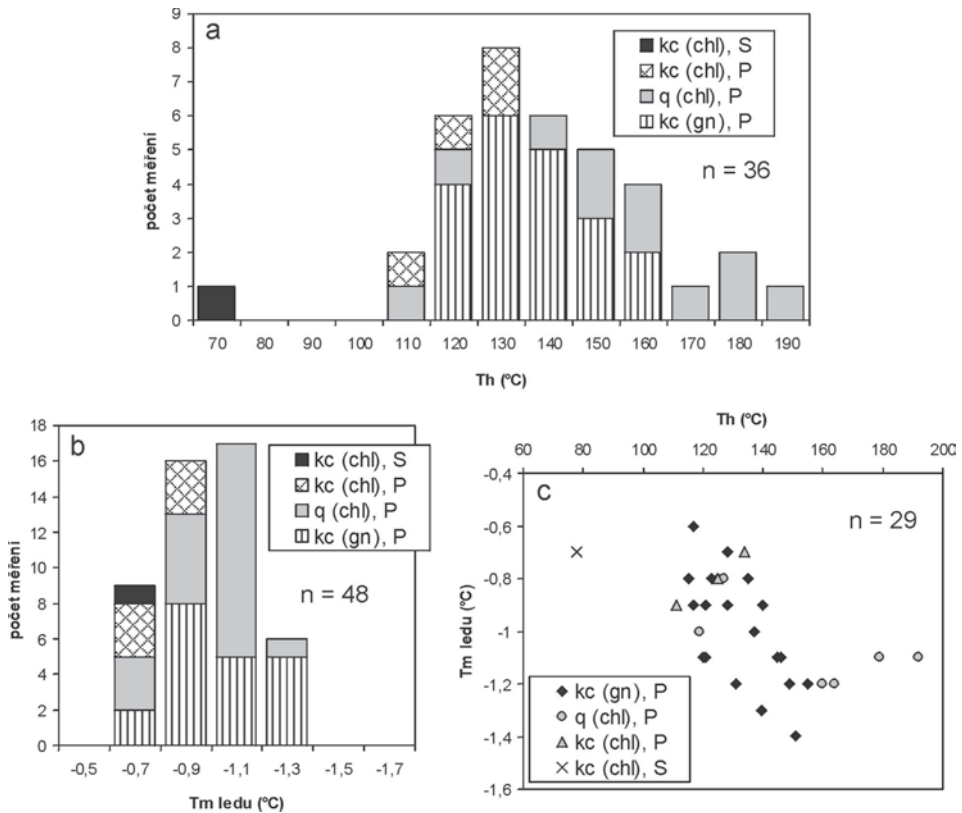 a
9
8
7
6
5
4
3
2
1
0
počet měření
kc (chl), S
kc (chl), P
q (chl), P
kc (gn), P
n = 36
70 80 90 100 110 120 130 140 150 160 170 180 190
Th (ºC)
b
18
16
14
12
10
8
6
4
2
0
počet měření
kc (chl), S
kc (chl), P
q (chl), P
kc (gn), P
n = 48
-0,5 -0,7 -0,9 -1,1 -1,3 -1,5 -1,7
Tm ledu (ºC)
Th (ºC)
60 80 100 120 140 160 180 200
c
n = 29
-0,4
-0,6
-0,8
-1
-1,2
-1,4
-1,6
Tm ledu (ºC)
kc (gn), P
q (chl), P
kc (chl), P
kc (chl), S